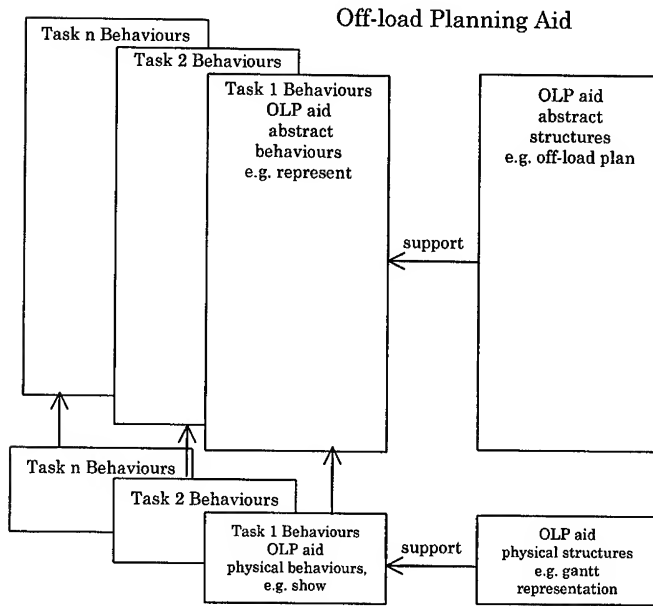 Off-load Planning Aid
Task n Behaviours
Task 2 Behaviours
Task 1 Behaviours
OLP aid
abstract
behaviours
e.g. represent
OLP aid
abstract
structures
e.g. off-load plan
support
Task n Behaviours
Task 2 Behaviours
Task 1 Behaviours
OLP aid
physical behaviours,
e.g. show
support
OLP aid
physical structures
e.g. gantt
representation